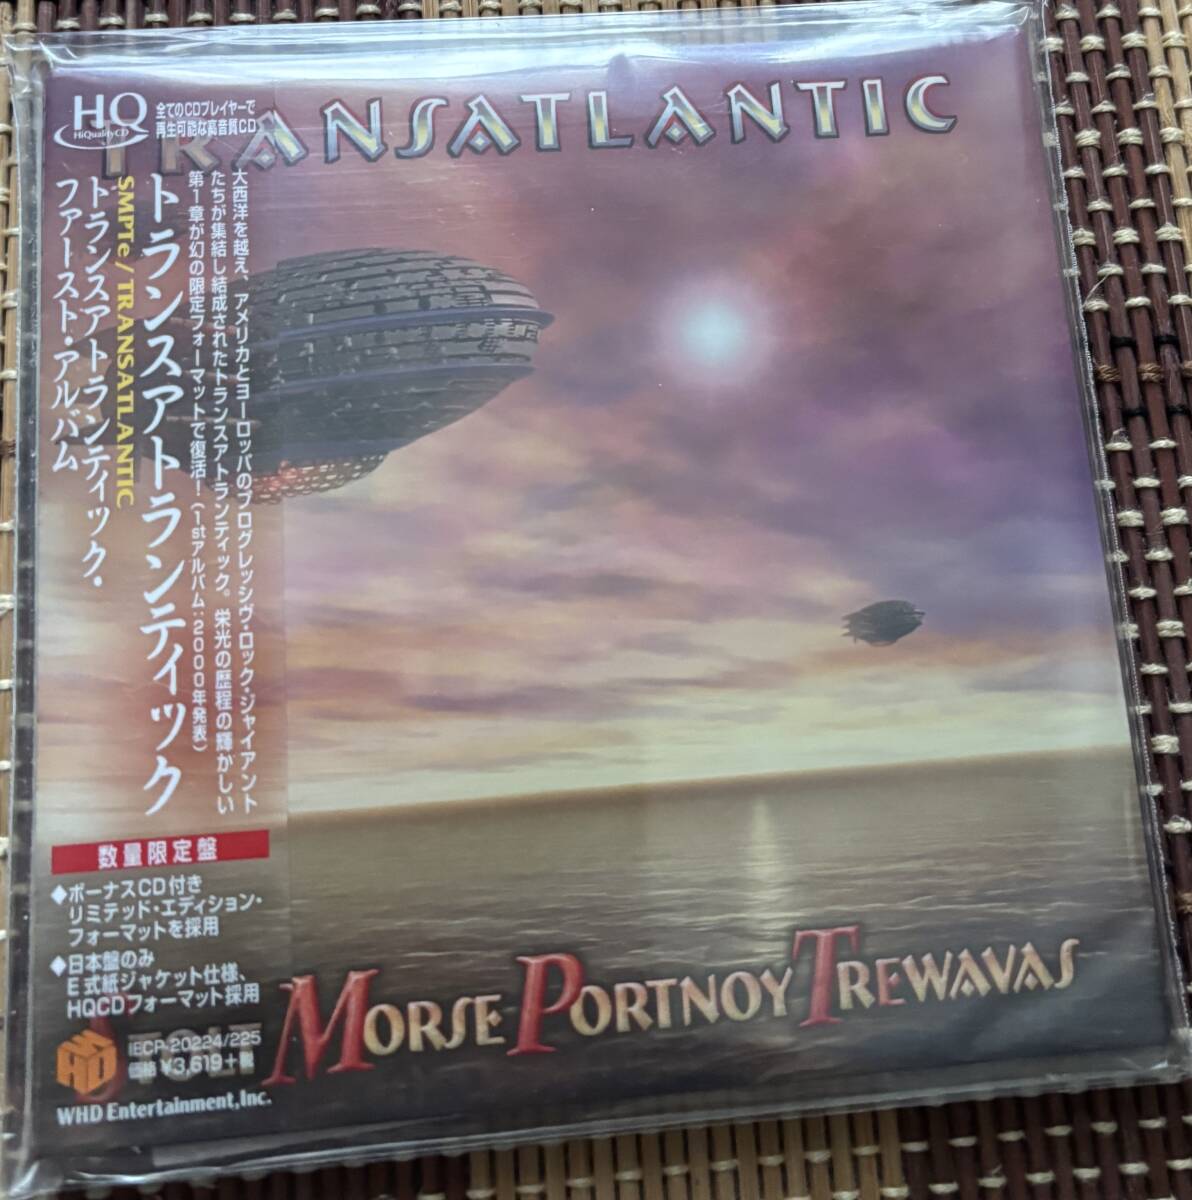 TRANSATLANTIC
HQ
HiQualityCD
全てのCDプレイヤーで
再生可能な高音質CD
大西洋を越え、アメリカとヨーロッパのプログレッシヴ・ロック・ジャイアント
たちが集結し結成されたトランスアトランティック。栄光の歴程の輝かしい
第1章が幻の限定フォーマットで復活!(1stアルバム:2000年発表)
トランスアトランティック
SMPTe/TRANSATLANTIC
トランスアトランティック・
ファースト・アルバム
数量限定盤
◆ボーナスCD付き
リミテッド・エディション・
フォーマットを採用
◆日本盤のみ
E式紙ジャケット仕様、
HQCDフォーマット採用
STOLT MORSE PORTNOY TREWAVAS
WHD
IECP-20224/225
価格 ¥3,619+税
WHD Entertainment,Inc.